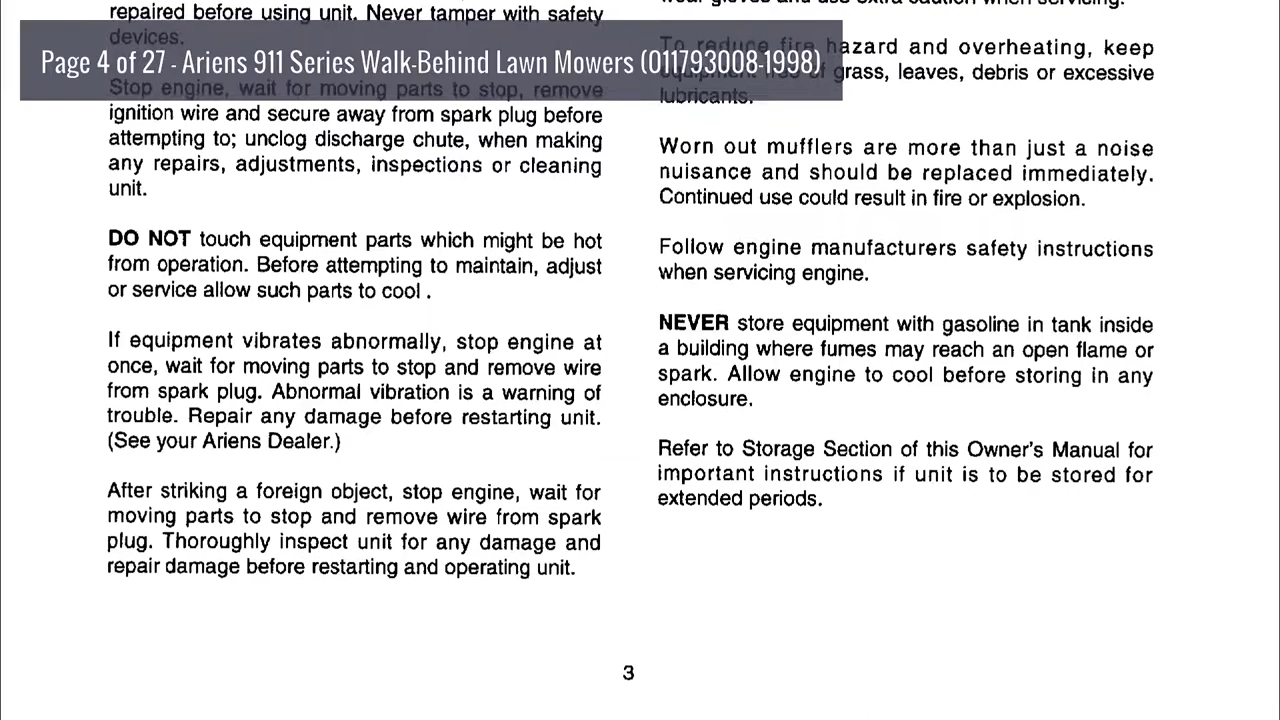 repaired before using unit. Never tamper with safety
devices.
Page 4 of 27 - Ariens 911 Series Walk-Behind Lawn Mowers (011793008-1998)
Stop engine, wait for moving parts to stop, remove
ignition wire and secure away from spark plug before
attempting to; unclog discharge chute, when making
any repairs, adjustments, inspections or cleaning
unit.
DO NOT touch equipment parts which might be hot
from operation. Before attempting to maintain, adjust
or service allow such parts to cool .
If equipment vibrates abnormally, stop engine at
once, wait for moving parts to stop and remove wire
from spark plug. Abnormal vibration is a warning of
trouble. Repair any damage before restarting unit.
(See your Ariens Dealer.)
After striking a foreign object, stop engine, wait for
moving parts to stop and remove wire from spark
plug. Thoroughly inspect unit for any damage and
repair damage before restarting and operating unit.
wear gloves and use extra caution when servicing.
To reduce fire hazard and overheating, keep
equipment free of grass, leaves, debris or excessive
lubricants.
Worn out mufflers are more than just a noise
nuisance and should be replaced immediately.
Continued use could result in fire or explosion.
Follow engine manufacturers safety instructions
when servicing engine.
NEVER store equipment with gasoline in tank inside
a building where fumes may reach an open flame or
spark. Allow engine to cool before storing in any
enclosure.
Refer to Storage Section of this Owner's Manual for
important instructions if unit is to be stored for
extended periods.
3